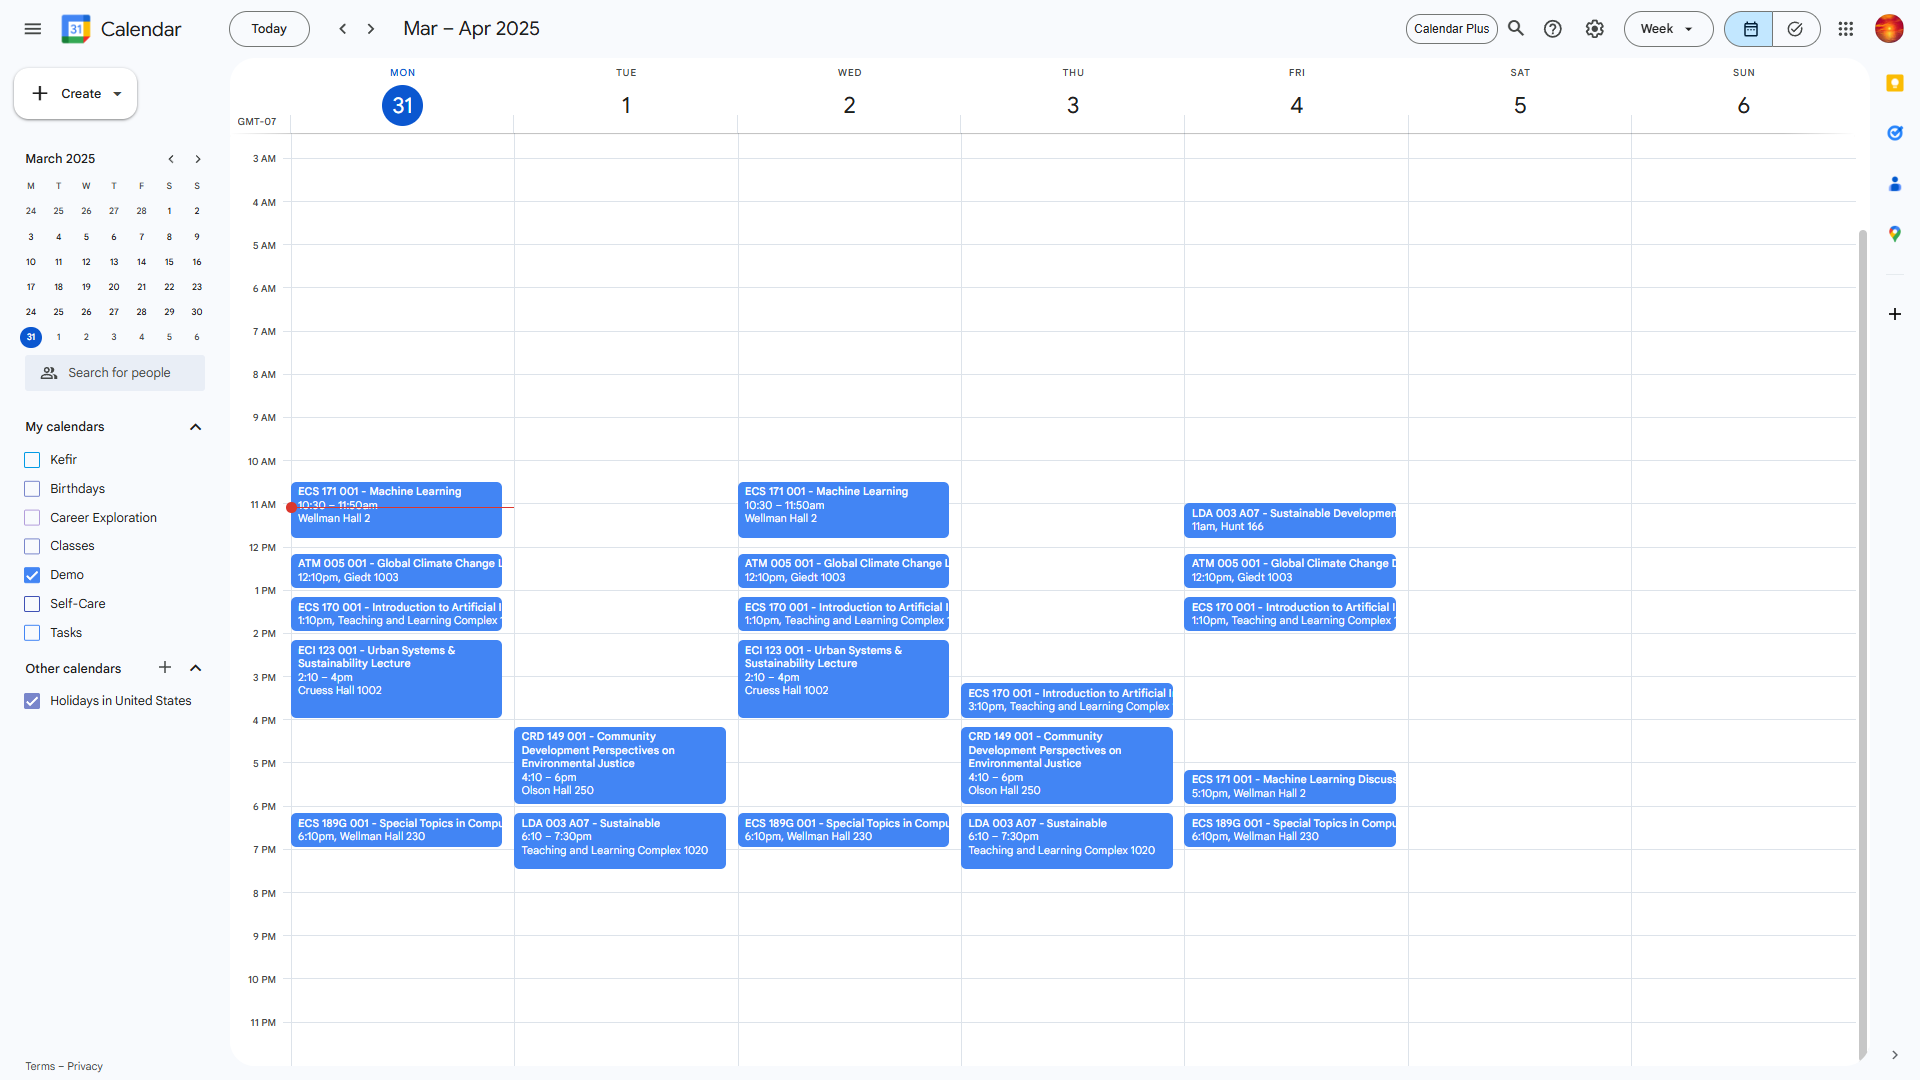 31 Calendar Today Mar – Apr 2025 Calendar Plus Week
Create
March 2025
M T W T F S S
24 25 26 27 28 1 2
3 4 5 6 7 8 9
10 11 12 13 14 15 16
17 18 19 20 21 22 23
24 25 26 27 28 29 30
31 1 2 3 4 5 6
Search for people
My calendars
Kefir
Birthdays
Career Exploration
Classes
Demo
Self-Care
Tasks
Other calendars
Holidays in United States
Terms – Privacy
GMT-07
MON TUE WED THU FRI SAT SUN
31 1 2 3 4 5 6
3 AM
4 AM
5 AM
6 AM
7 AM
8 AM
9 AM
10 AM
11 AM
12 PM
1 PM
2 PM
3 PM
4 PM
5 PM
6 PM
7 PM
8 PM
9 PM
10 PM
11 PM
ECS 171 001 - Machine Learning
10:30 – 11:50am
Wellman Hall 2
ATM 005 001 - Global Climate Change L
12:10pm, Giedt 1003
ECS 170 001 - Introduction to Artificial I
1:10pm, Teaching and Learning Complex
ECI 123 001 - Urban Systems &
Sustainability Lecture
2:10 – 4pm
Cruess Hall 1002
ECS 189G 001 - Special Topics in Compu
6:10pm, Wellman Hall 230
CRD 149 001 - Community
Development Perspectives on
Environmental Justice
4:10 – 6pm
Olson Hall 250
LDA 003 A07 - Sustainable
6:10 – 7:30pm
Teaching and Learning Complex 1020
ECS 171 001 - Machine Learning
10:30 – 11:50am
Wellman Hall 2
ATM 005 001 - Global Climate Change L
12:10pm, Giedt 1003
ECS 170 001 - Introduction to Artificial I
1:10pm, Teaching and Learning Complex
ECI 123 001 - Urban Systems &
Sustainability Lecture
2:10 – 4pm
Cruess Hall 1002
ECS 189G 001 - Special Topics in Compu
6:10pm, Wellman Hall 230
ECS 170 001 - Introduction to Artificial I
3:10pm, Teaching and Learning Complex
CRD 149 001 - Community
Development Perspectives on
Environmental Justice
4:10 – 6pm
Olson Hall 250
LDA 003 A07 - Sustainable
6:10 – 7:30pm
Teaching and Learning Complex 1020
LDA 003 A07 - Sustainable Developmen
11am, Hunt 166
ATM 005 001 - Global Climate Change D
12:10pm, Giedt 1003
ECS 170 001 - Introduction to Artificial I
1:10pm, Teaching and Learning Complex
ECS 171 001 - Machine Learning Discuss
5:10pm, Wellman Hall 2
ECS 189G 001 - Special Topics in Compu
6:10pm, Wellman Hall 230